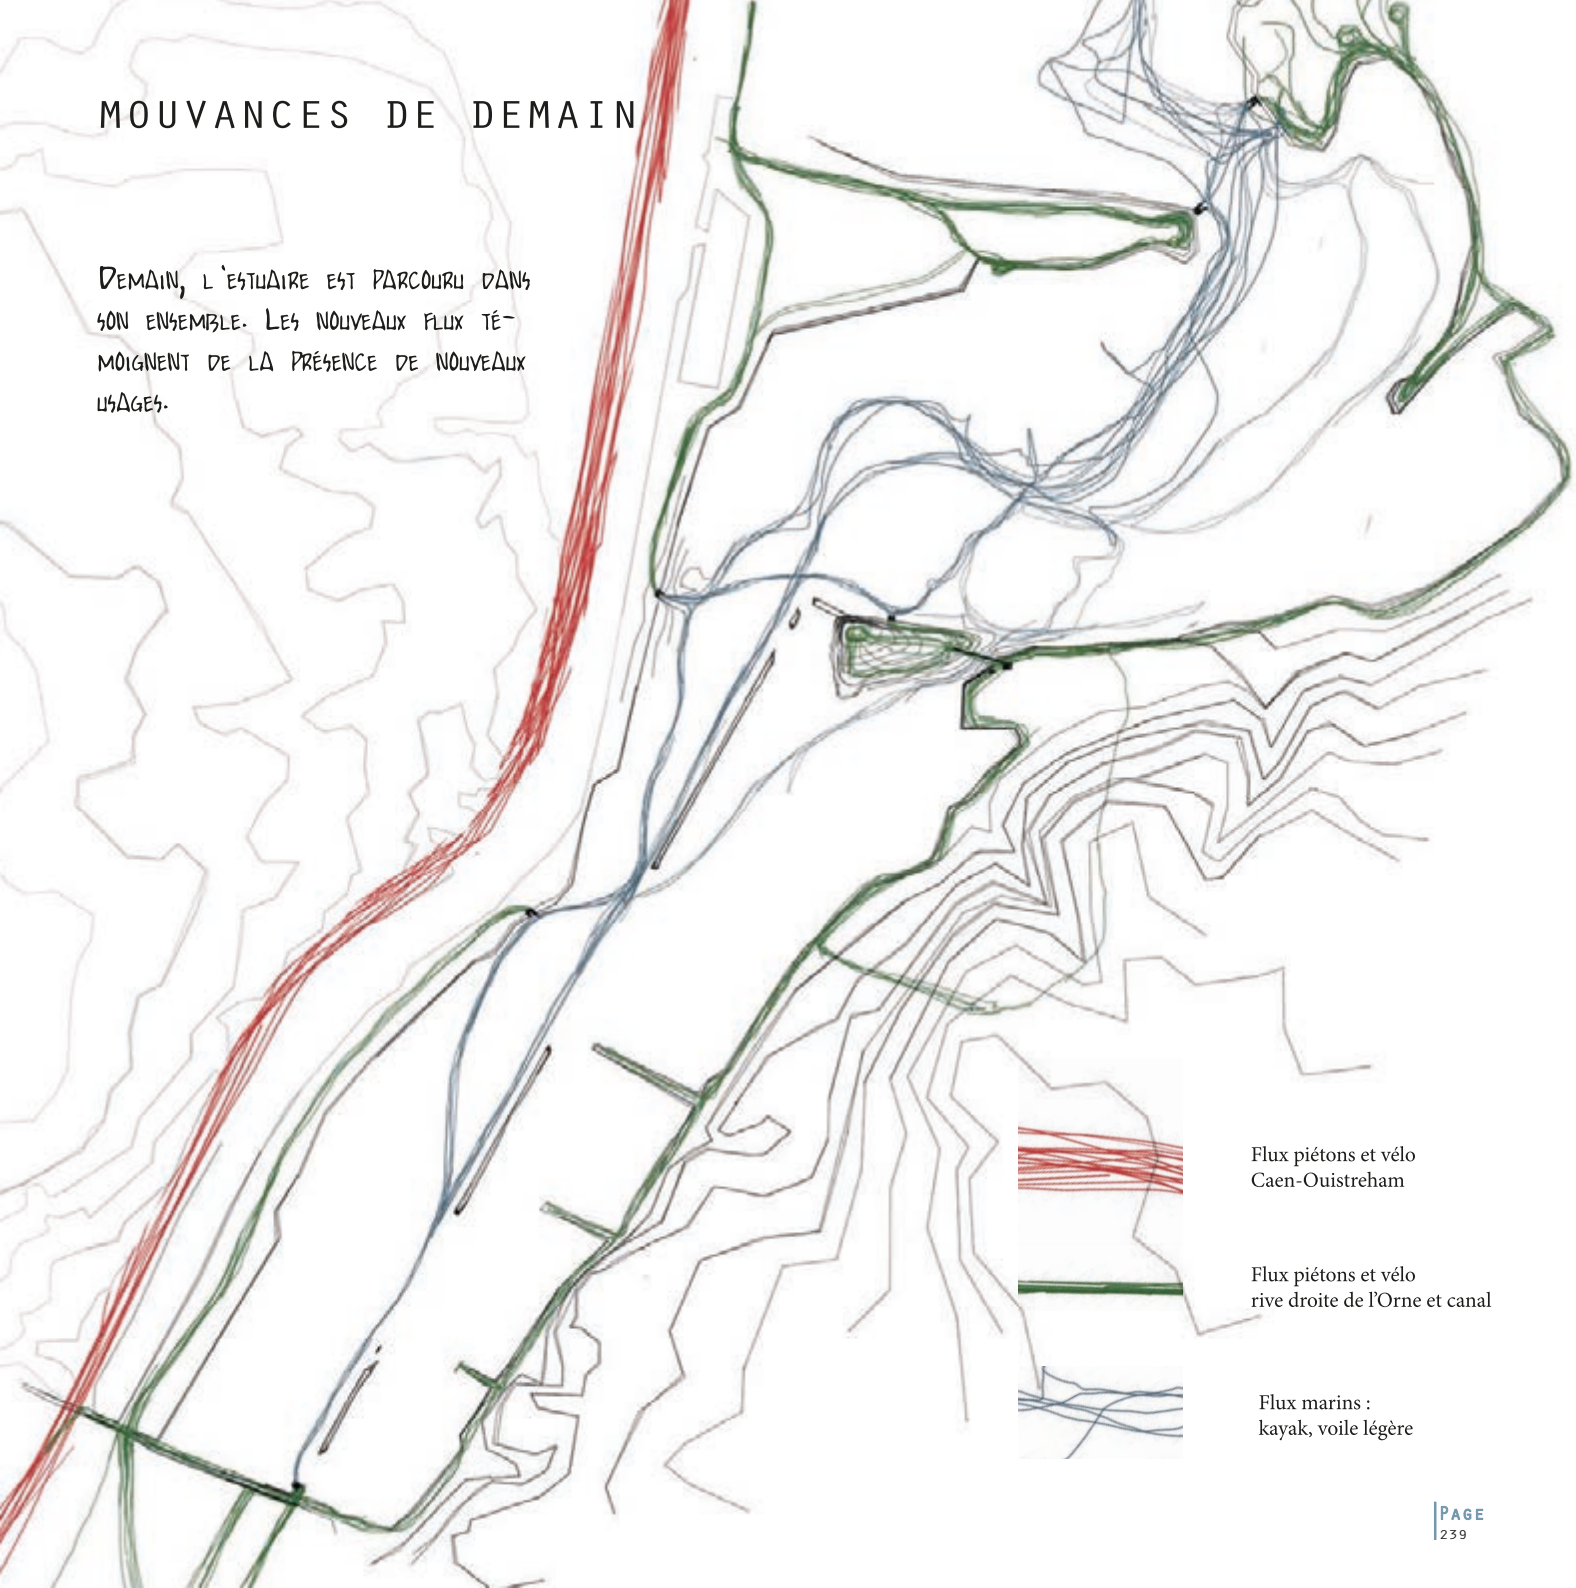 MOUVANCES DE DEMAIN
Demain, l'estuaire est parcouru dans
son ensemble. Les nouveaux flux té-
moignent de la présence de nouveaux
usages.
Flux piétons et vélo
Caen-Ouistreham
Flux piétons et vélo
rive droite de l'Orne et canal
Flux marins :
kayak, voile légère
Page
239